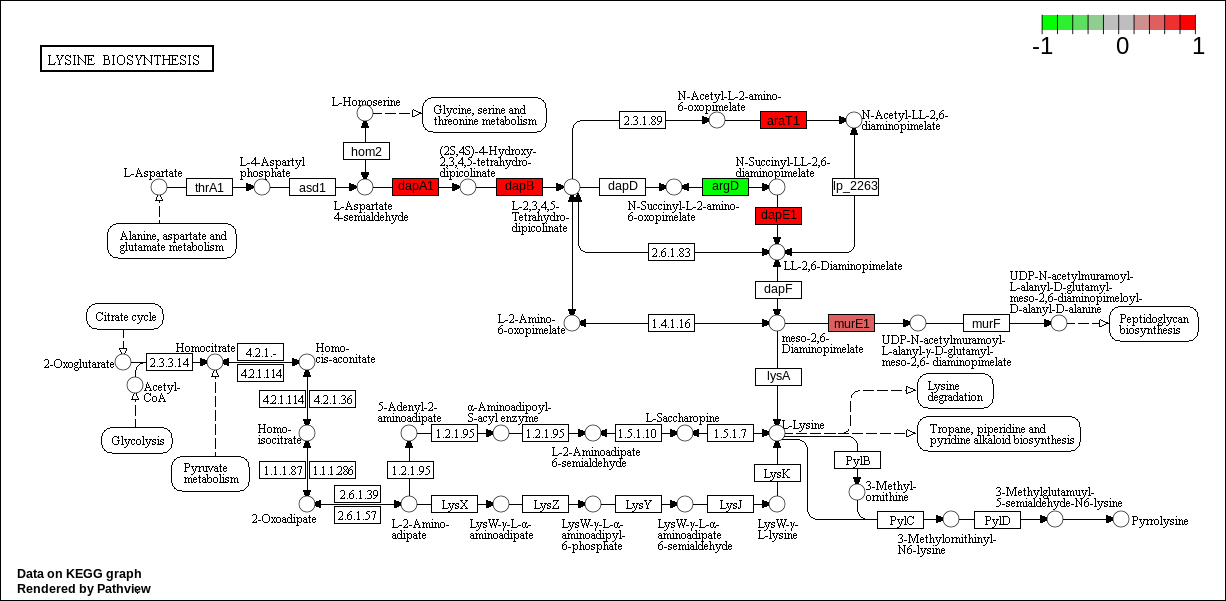 -1
0
1
LYSINE BIOSYNTHESIS
L-Homoserine
Glycine, serine and
threonine metabolism
hom2
N-Acetyl-L-2-amino-
6-oxopimelate
2.3.1.89
araT1
N-Acetyl-LL-2,6-
diaminopimelate
L-Aspartate
L-4-Aspartyl
phosphate
(2S,4S)-4-Hydroxy-
2,3,4,5-tetrahydro-
dipicolinate
N-Succinyl-LL-2,6-
diaminopimelate
thrA1
asd1
dapA1
dapB
dapD
argD
lp_2263
L-Aspartate
4-semialdehyde
L-2,3,4,5-
Tetrahydro-
dipicolinate
N-Succinyl-L-2-amino-
6-oxopimelate
dapE1
Alanine, aspartate and
glutamate metabolism
2.6.1.83
LL-2,6-Diaminopimelate
dapF
UDP-N-acetylmuramoyl-
L-alanyl-D-glutamyl-
meso-2,6-diaminopimeloyl-
D-alanyl-D-alanine
Citrate cycle
L-2-Amino-
6-oxopimelate
1.4.1.16
murE1
murF
Peptidoglycan
biosynthesis
meso-2,6-
Diaminopimelate
UDP-N-acetylmuramoyl-
L-alanyl-γ-D-glutamyl-
meso-2,6- diaminopimelate
2-Oxoglutarate
2.3.3.14
Homocitrate
4.2.1.-
4.2.1.114
Homo-
cis-aconitate
Acetyl-
CoA
lysA
Lysine
degradation
4.2.1.114
4.2.1.36
5-Adenyl-2-
aminoadipate
α-Aminoadipoyl-
S-acyl enzyme
L-Saccharopine
L-Lysine
Glycolysis
Homo-
isocitrate
1.2.1.95
1.2.1.95
1.5.1.10
1.5.1.7
Tropane, piperidine and
pyridine alkaloid biosynthesis
L-2-Aminoadipate
6-semialdehyde
Pyruvate
metabolism
1.1.1.87
1.1.1.286
1.2.1.95
LysK
PylB
2.6.1.39
2.6.1.57
3-Methyl-
ornithine
2-Oxoadipate
L-2-Amino-
adipate
LysX
LysZ
LysY
LysJ
LysW-γ-L-α-
aminoadipate
LysW-γ-L-α-
aminoadipyl-
6-phosphate
LysW-γ-L-α-
aminoadipate
6-semialdehyde
LysW-γ-
L-lysine
PylC
PylD
3-Methylglutamuyl-
5-semialdehyde-N6-lysine
Pyrrolysine
3-Methylornithinyl-
N6-lysine
Data on KEGG graph
Rendered by Pathview